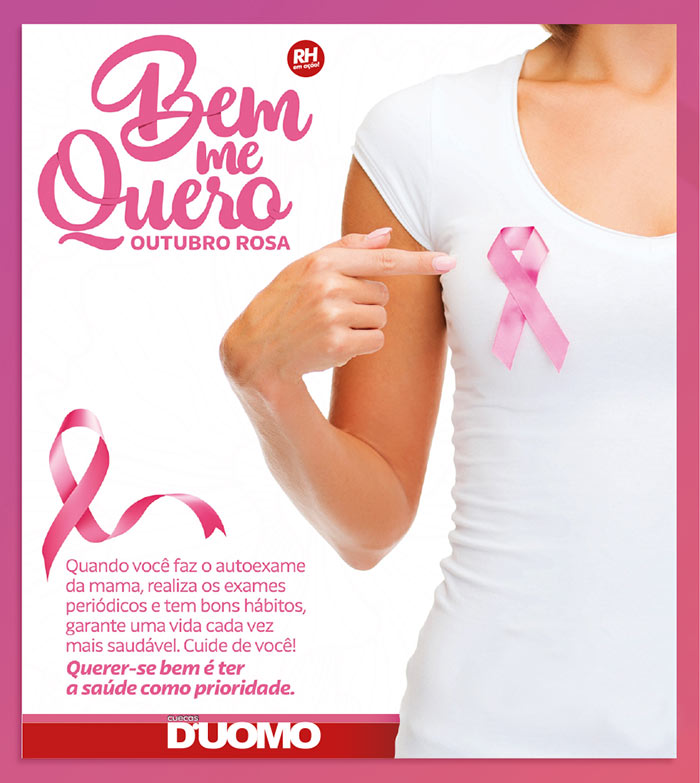 RH
em ação!
Bem
me
Quero
OUTUBRO ROSA
Quando você faz o autoexame
da mama, realiza os exames
periódicos e tem bons hábitos,
garante uma vida cada vez
mais saudável. Cuide de você!
Querer-se bem é ter
a saúde como prioridade.
cuecas
D'UOMO